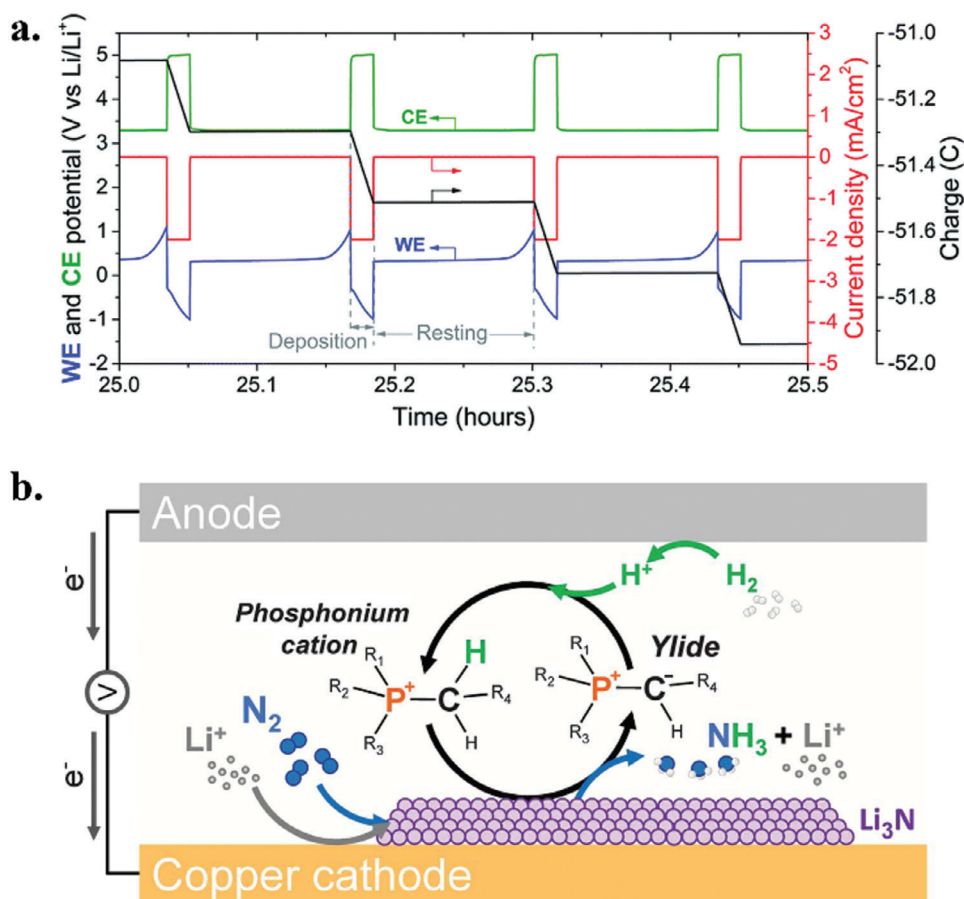 a.
WE and CE potential (V vs Li/Li⁺)
5
4
3
2
1
0
-1
-2
CE
WE
Deposition
Resting
3
2
1
0
-1
-2
-3
-4
-5
Current density (mA/cm²)
-51.0
-51.2
-51.4
-51.6
-51.8
-52.0
Charge (C)
25.0 25.1 25.2 25.3 25.4 25.5
Time (hours)
b.
Anode
e⁻
V
e⁻
H⁺
H₂
Phosphonium
cation
R₁
R₂
R₃
P⁺
C
H
H
R₄
Ylide
R₁
R₂
R₃
P⁺
C⁻
R₄
H
Li⁺
N₂
NH₃ + Li⁺
Li₃N
Copper cathode